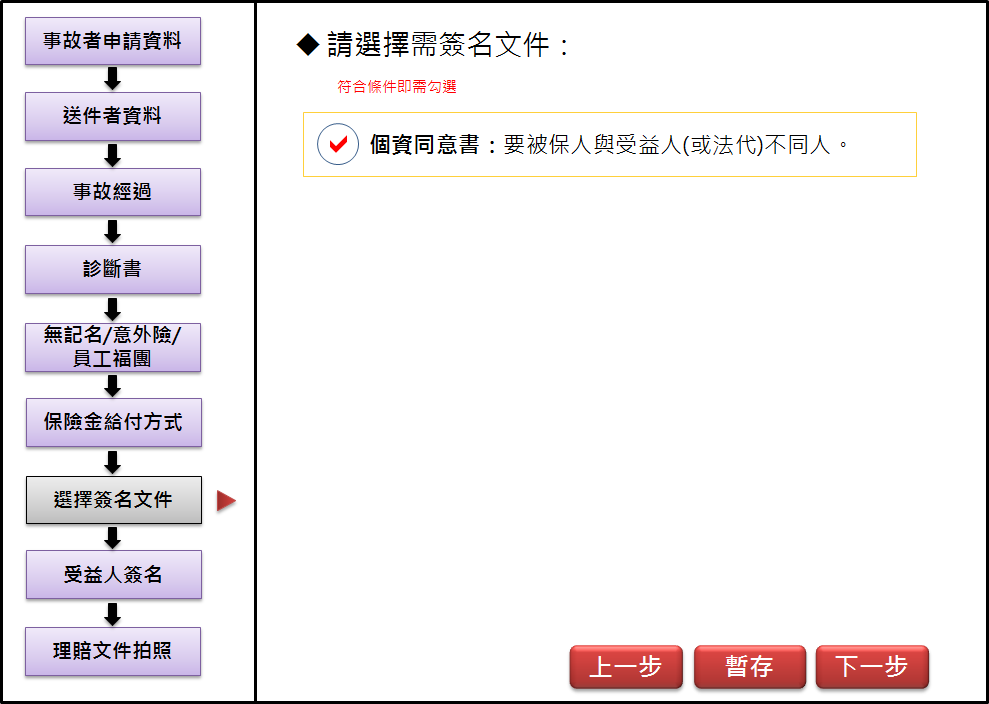 事故者申請資料
送件者資料
事故經過
診斷書
無記名/意外險/
員工福團
保險金給付方式
選擇簽名文件
受益人簽名
理賠文件拍照
◆ 請選擇需簽名文件：
符合條件即需勾選
個資同意書：要被保人與受益人(或法代)不同人。
上一步
暫存
下一步